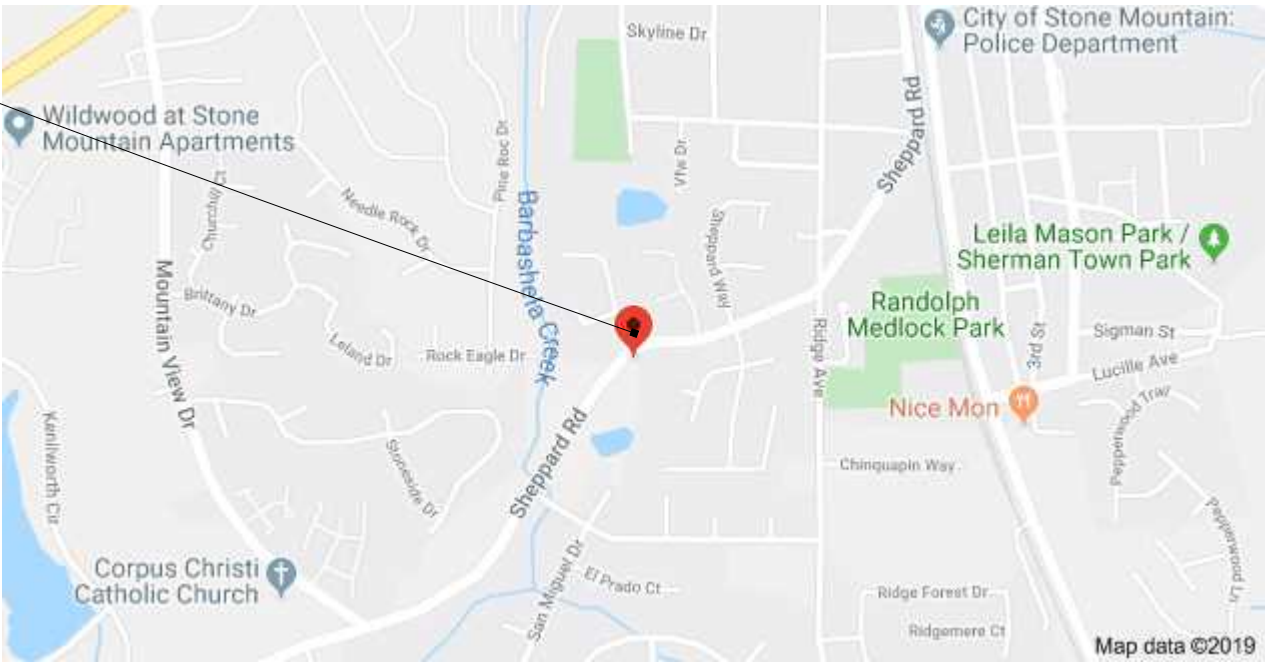 Skyline Dr
City of Stone Mountain:
Police Department
Wildwood at Stone
Mountain Apartments
Sheppard Rd
Pine Roc Dr
Vfw Dr
Churchill Ct
Needle Rock Dr
Barbashela Creek
Sheppard Way
Leila Mason Park /
Sherman Town Park
Mountain View Dr
Brittany Dr
Randolph
Medlock Park
Leland Dr
Rock Eagle Dr
Ridge Ave
3rd St
Sigman St
Lucille Ave
Nice Mon
Peppermood Trar
Kenilworth Cir
Stoneside Dr
Sheppard Rd
Chinquapin Way
Pepperwood Ln
Corpus Christi
Catholic Church
San Miguel Dr
El Prado Ct
Ridge Forest Dr
Ridgemere Ct
Map data ©2019